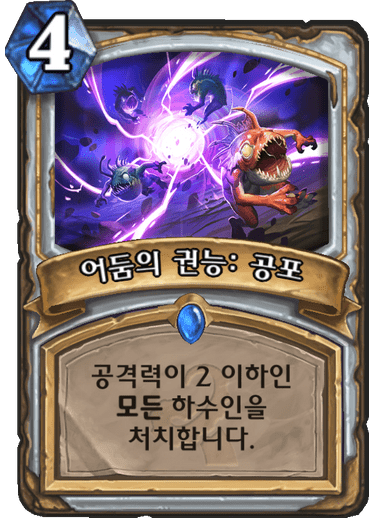 4
어둠의 권능: 공포
공격력이 2 이하인
모든 하수인을
처치합니다.